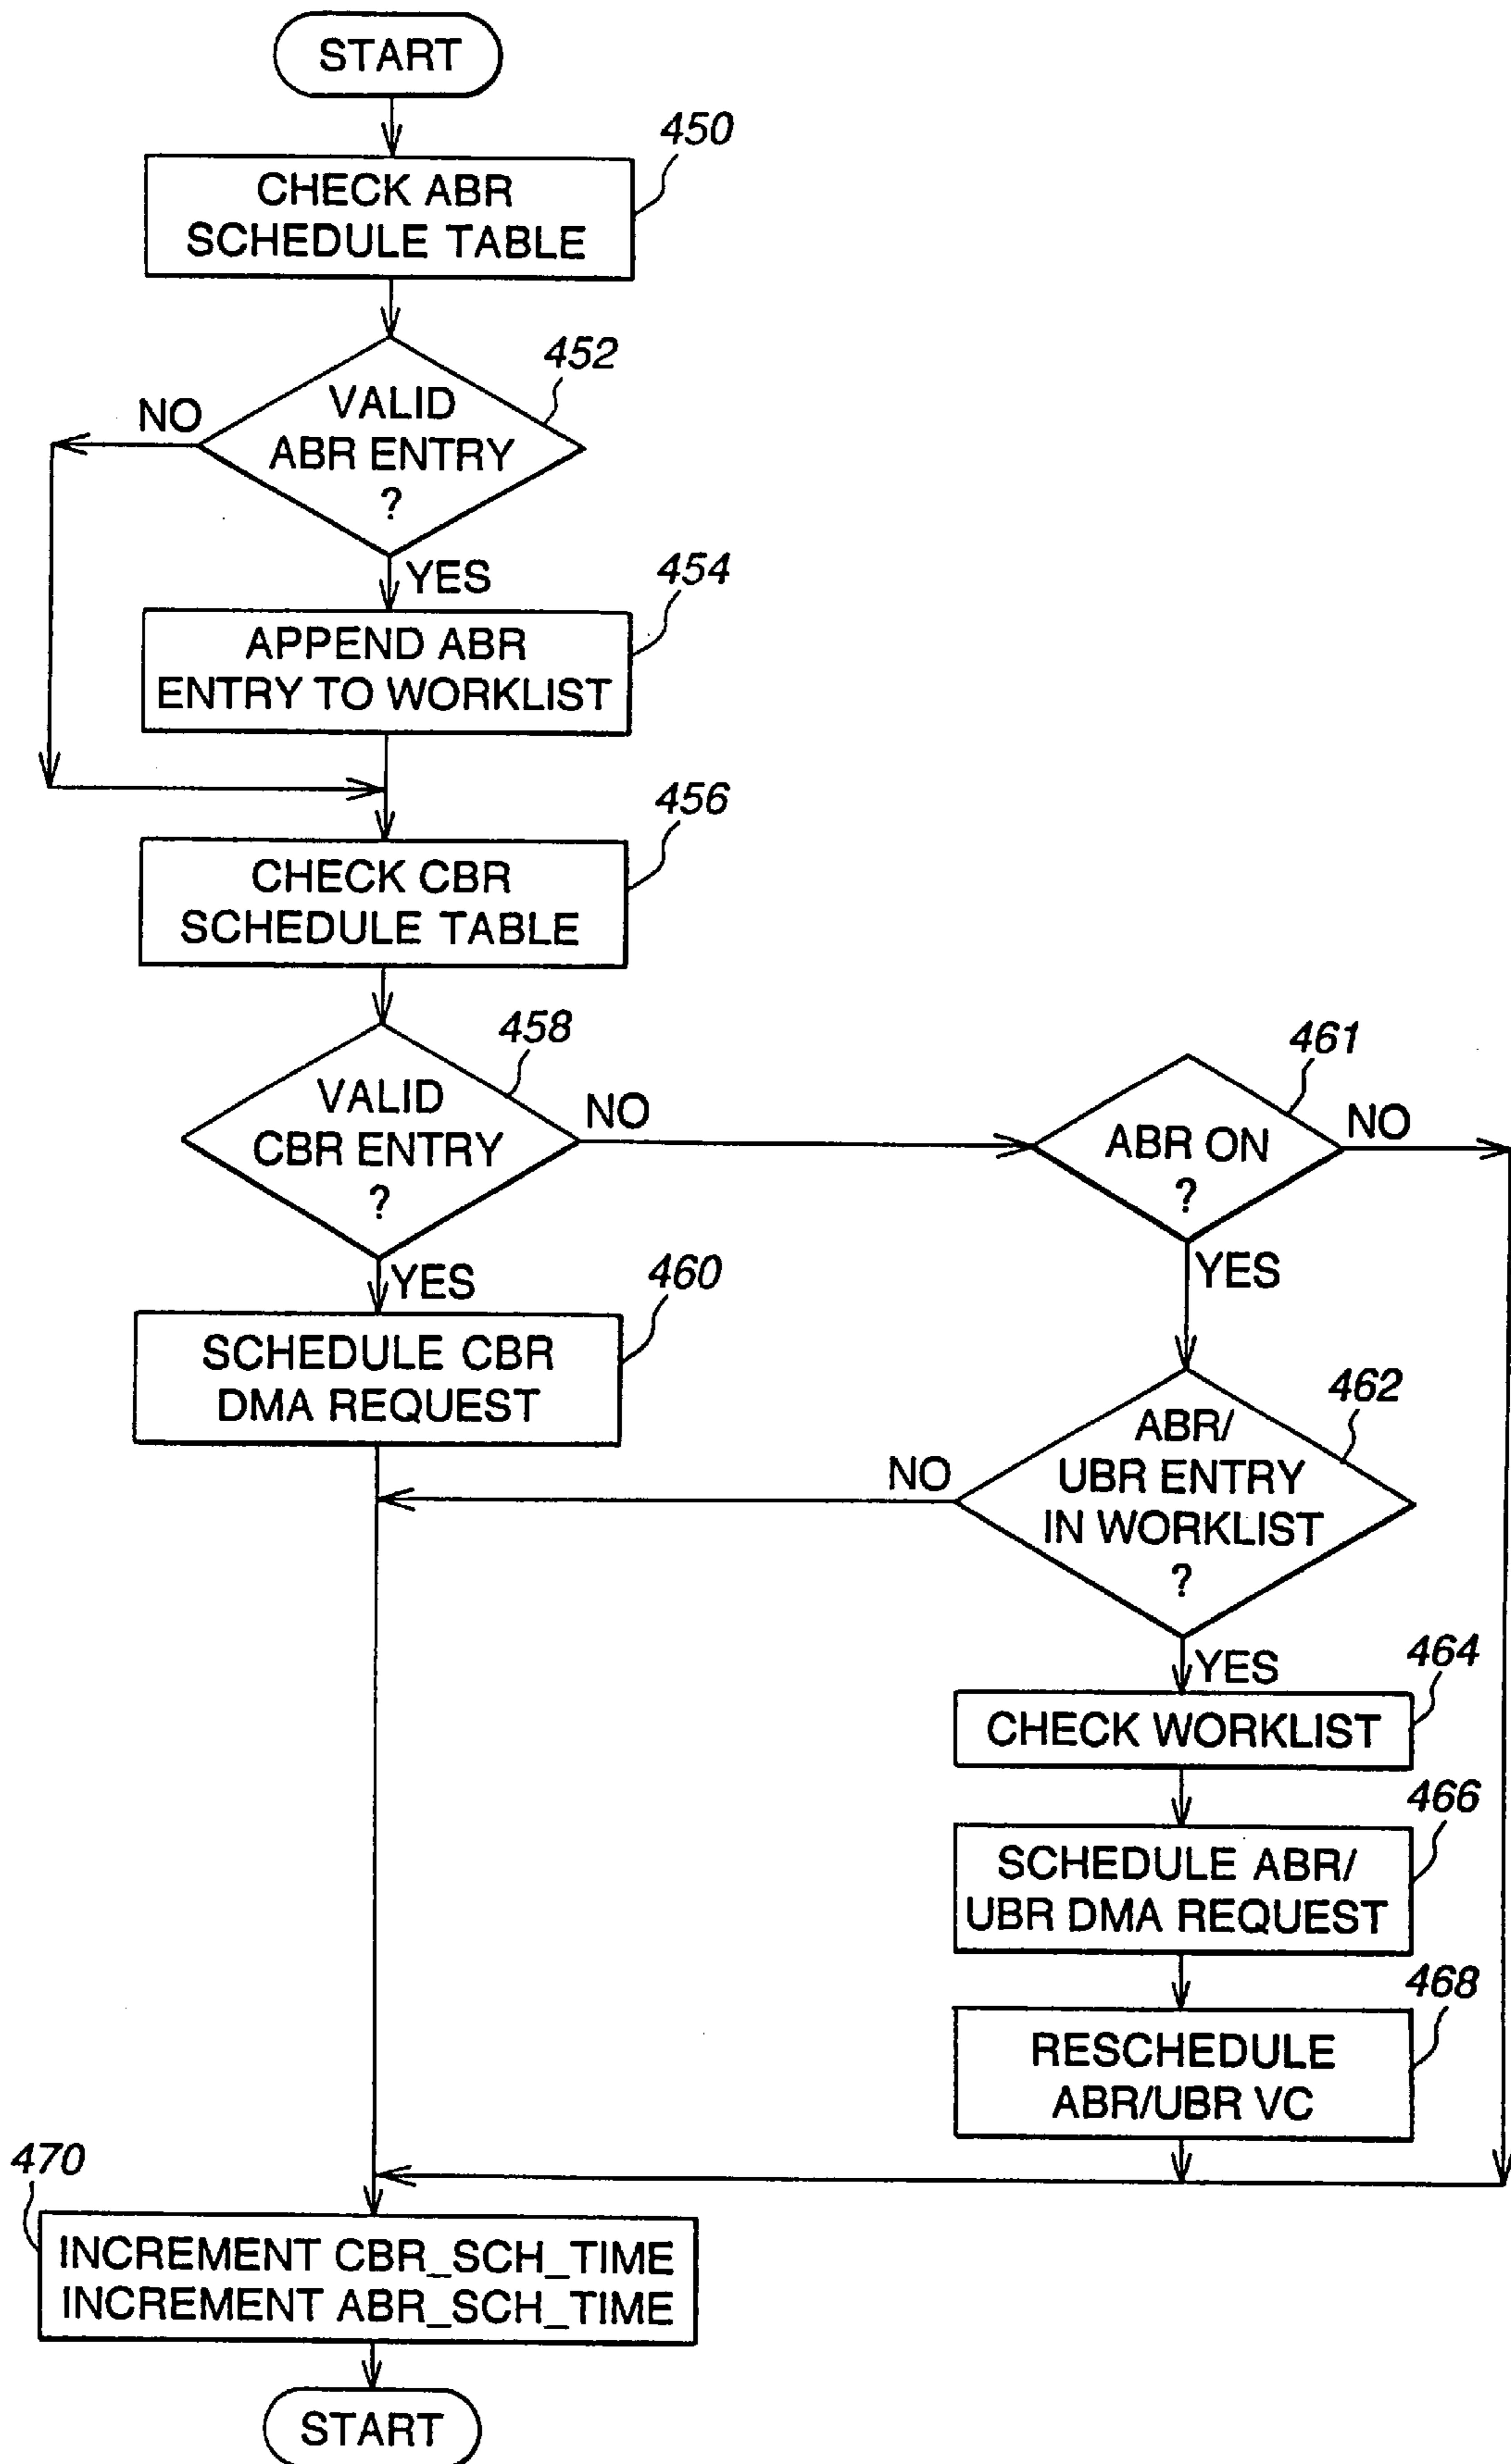 START
450
CHECK ABR
SCHEDULE TABLE
452
NO
VALID
ABR ENTRY
?
YES
454
APPEND ABR
ENTRY TO WORKLIST
456
CHECK CBR
SCHEDULE TABLE
458
VALID
CBR ENTRY
?
NO
461
ABR ON
?
NO
YES
460
SCHEDULE CBR
DMA REQUEST
YES
462
ABR/
UBR ENTRY
IN WORKLIST
?
NO
YES
464
CHECK WORKLIST
466
SCHEDULE ABR/
UBR DMA REQUEST
468
RESCHEDULE
ABR/UBR VC
470
INCREMENT CBR_SCH_TIME
INCREMENT ABR_SCH_TIME
START